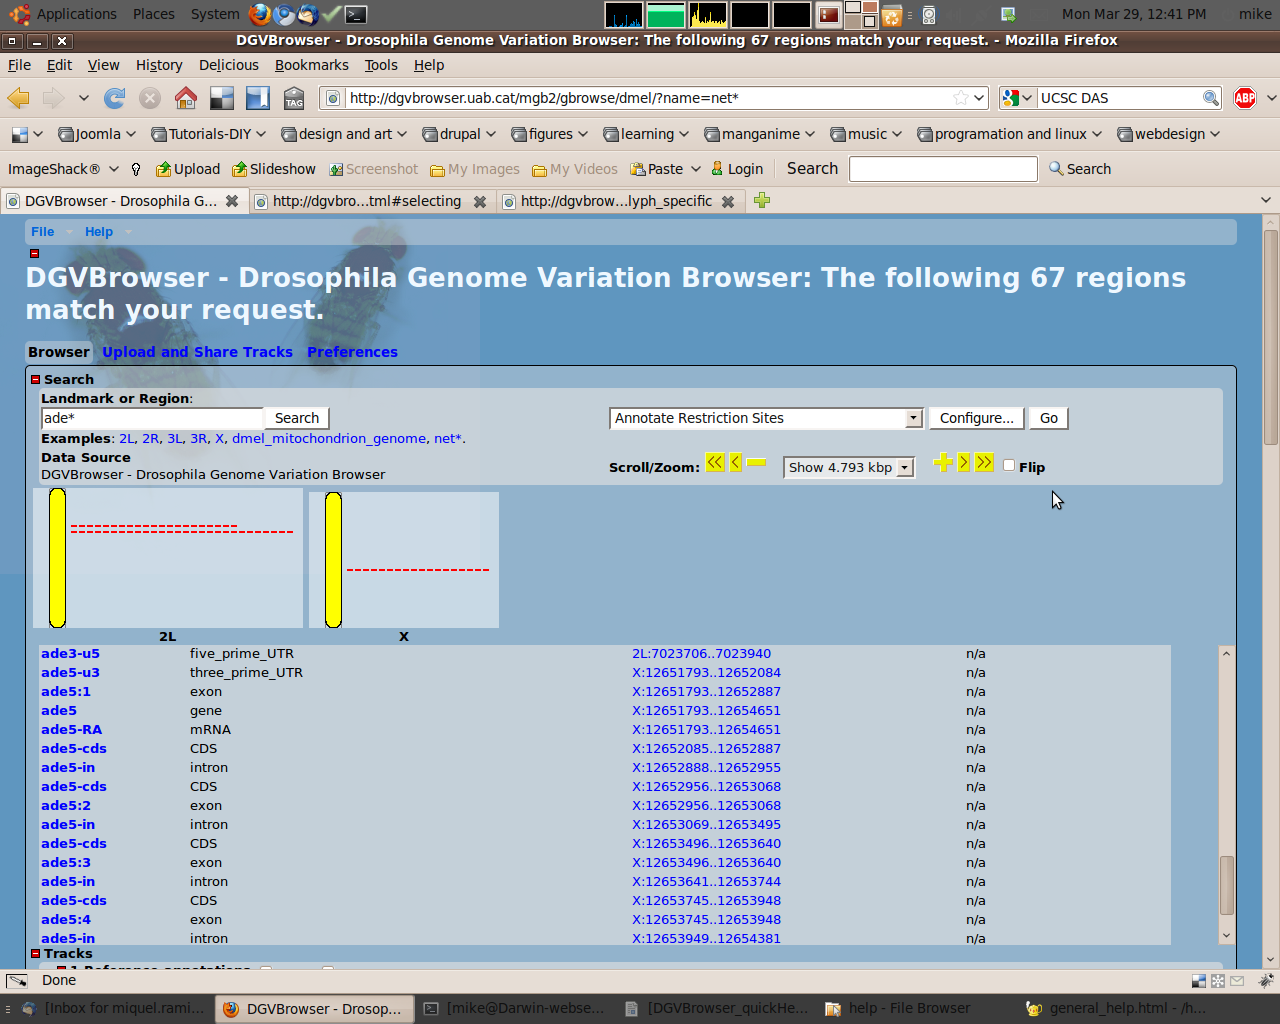 Applications Places System Mon Mar 29, 12:41 PM mike
DGVBrowser - Drosophila Genome Variation Browser: The following 67 regions match your request. - Mozilla Firefox
File Edit View History Delicious Bookmarks Tools Help
TAG http://dgvbrowser.uab.cat/mgb2/gbrowse/dmel/?name=net* UCSC DAS ABP
Joomla Tutorials-DIY design and art drupal figures learning manganime music programation and linux webdesign
ImageShack® Upload Slideshow Screenshot My Images My Videos Paste Login Search Search
DGVBrowser - Drosophila G... http://dgvbro...tml#selecting http://dgvbrow...lyph_specific
File Help
DGVBrowser - Drosophila Genome Variation Browser: The following 67 regions
match your request.
Browser Upload and Share Tracks Preferences
Search
Landmark or Region:
ade* Search Annotate Restriction Sites Configure... Go
Examples: 2L, 2R, 3L, 3R, X, dmel_mitochondrion_genome, net*.
Data Source
DGVBrowser - Drosophila Genome Variation Browser
Scroll/Zoom: << < Show 4.793 kbp > >> Flip
2L X
ade3-u5 five_prime_UTR 2L:7023706..7023940 n/a
ade5-u3 three_prime_UTR X:12651793..12652084 n/a
ade5:1 exon X:12651793..12652887 n/a
ade5 gene X:12651793..12654651 n/a
ade5-RA mRNA X:12651793..12654651 n/a
ade5-cds CDS X:12652085..12652887 n/a
ade5-in intron X:12652888..12652955 n/a
ade5-cds CDS X:12652956..12653068 n/a
ade5:2 exon X:12652956..12653068 n/a
ade5-in intron X:12653069..12653495 n/a
ade5-cds CDS X:12653496..12653640 n/a
ade5:3 exon X:12653496..12653640 n/a
ade5-in intron X:12653641..12653744 n/a
ade5-cds CDS X:12653745..12653948 n/a
ade5:4 exon X:12653745..12653948 n/a
ade5-in intron X:12653949..12654381 n/a
Tracks
Done
[Inbox for miquel.rami... DGVBrowser - Drosop... [mike@Darwin-webse... [DGVBrowser_quickHe... help - File Browser general_help.html - /h...